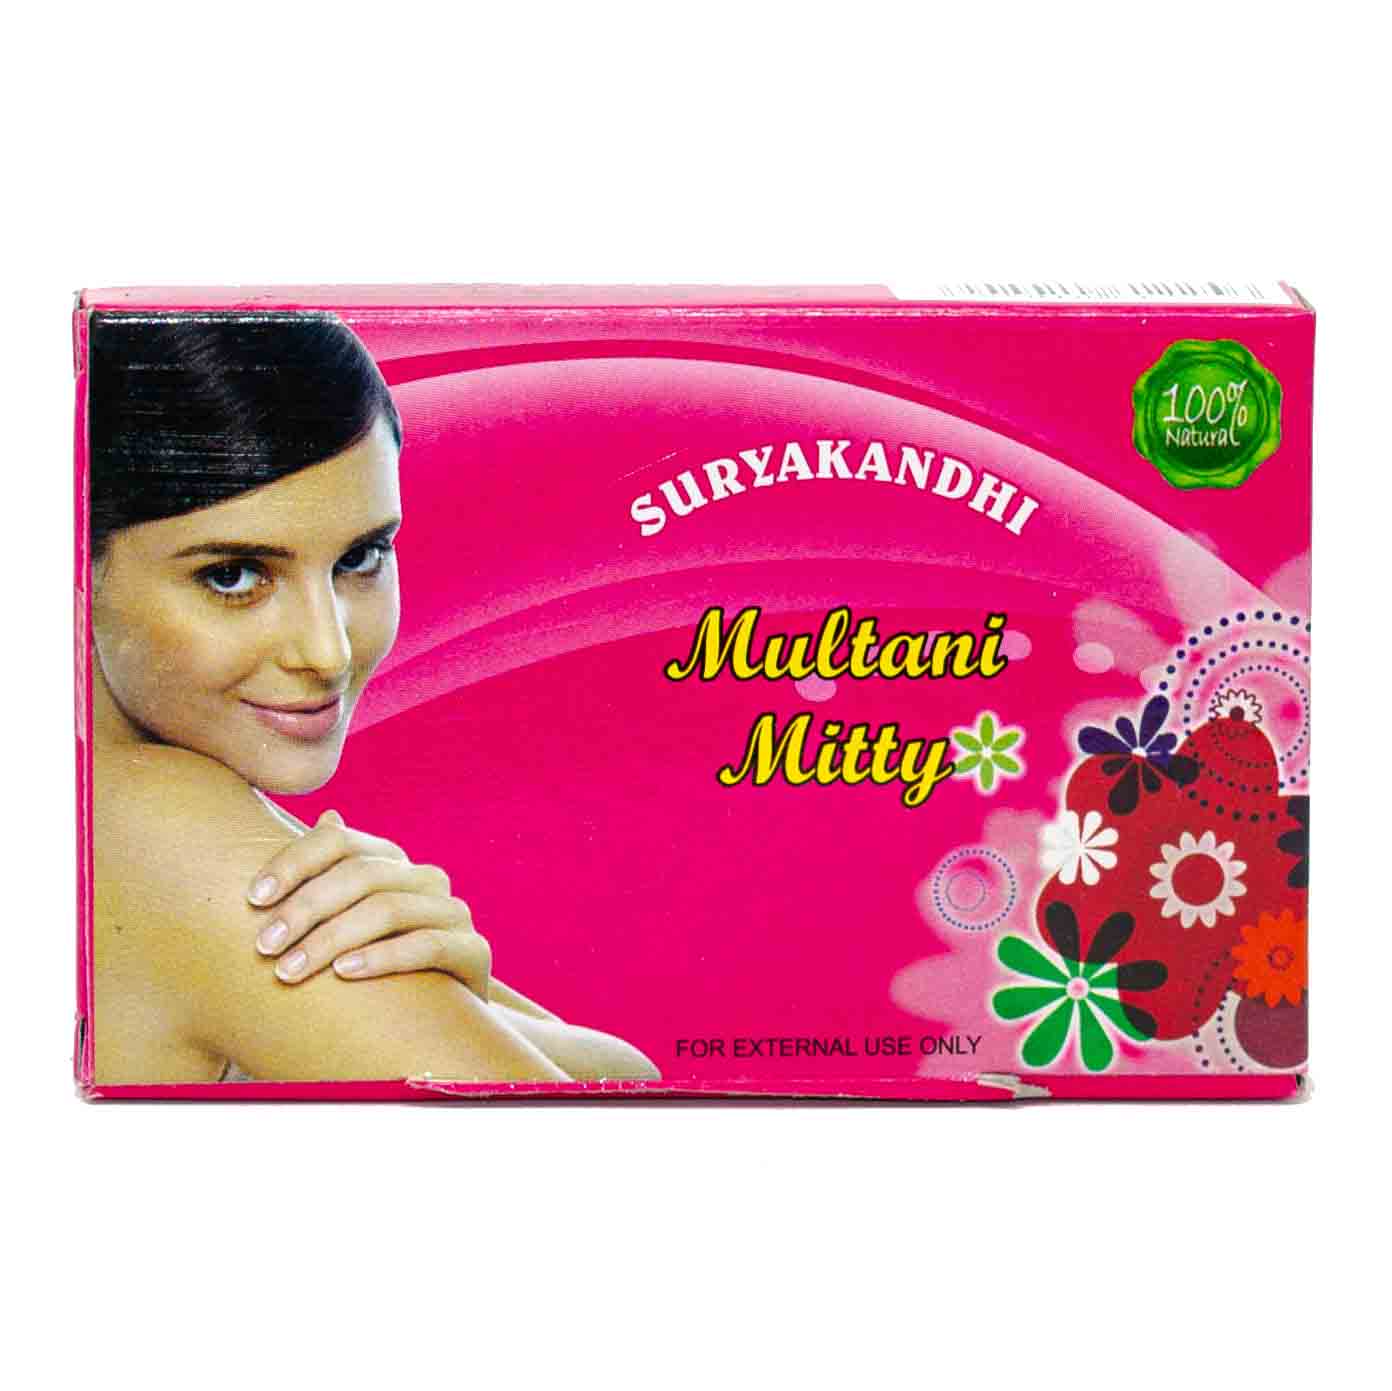 100%
Natural
SURYAKANDHI
Multani
Mitty
FOR EXTERNAL USE ONLY